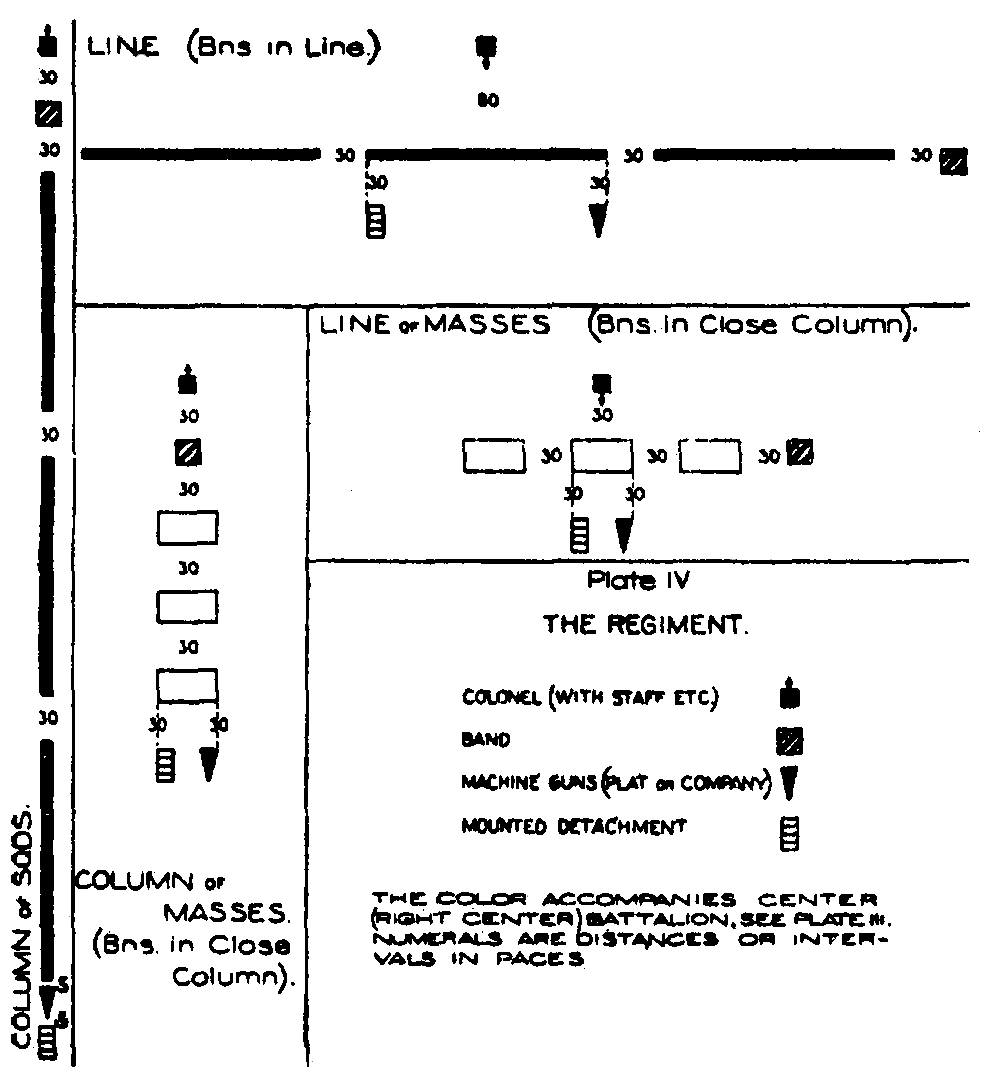 30
30
30
30
COLUMN OF SQDS.
LINE (Bns in Line.)
80
30 30 30
30 30
LINE OF MASSES (Bns. in Close Column).
30
30 30 30
30 30
30
30
30
30
30 30
COLUMN OF
MASSES.
(Bns. in Close
Column).
Plate IV
THE REGIMENT.
COLONEL (WITH STAFF ETC.)
BAND
MACHINE GUNS (PLAT OR COMPANY)
MOUNTED DETACHMENT
THE COLOR ACCOMPANIES CENTER
(RIGHT CENTER) BATTALION, SEE PLATE III.
NUMERALS ARE DISTANCES OR INTER-
VALS IN PACES